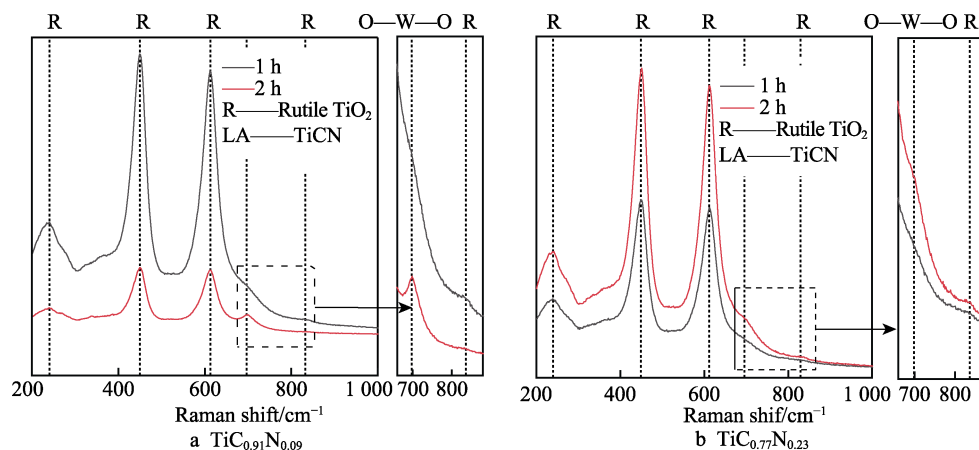 R R R R O—W—O R
1 h
2 h
R——Rutile TiO₂
LA——TiCN
200 400 600 800 1 000 700 800
Raman shift/cm⁻¹
a TiC₀.₉₁N₀.₀₉
R R R R O—W—O R
1 h
2 h
R——Rutile TiO₂
LA——TiCN
200 400 600 800 1 000 700 800
Raman shif/cm⁻¹
b TiC₀.₇₇N₀.₂₃